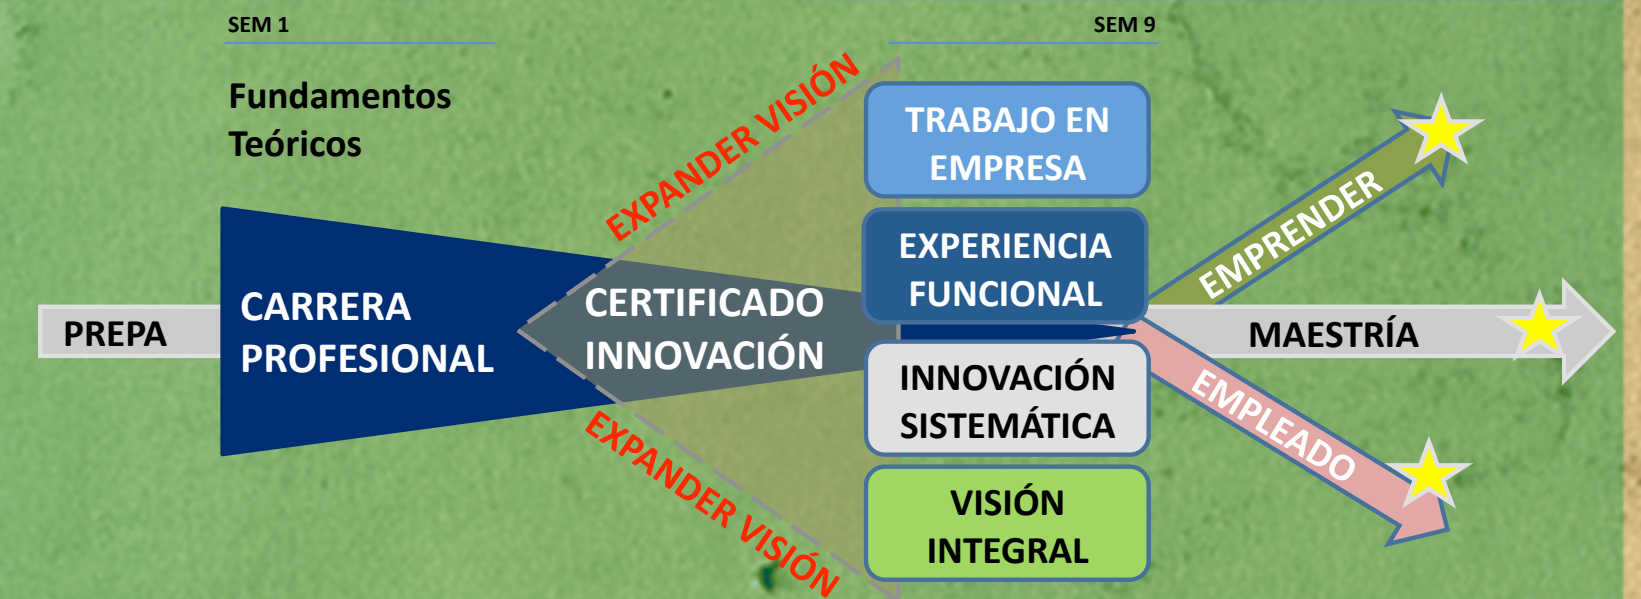 SEM 1
SEM 9
Fundamentos
Teóricos
EXPANDER VISIÓN
TRABAJO EN
EMPRESA
EXPERIENCIA
FUNCIONAL
PREPA
CARRERA
PROFESIONAL
CERTIFICADO
INNOVACIÓN
INNOVACIÓN
SISTEMÁTICA
VISIÓN
INTEGRAL
EXPANDER VISIÓN
EMPRENDER
MAESTRÍA
EMPLEADO